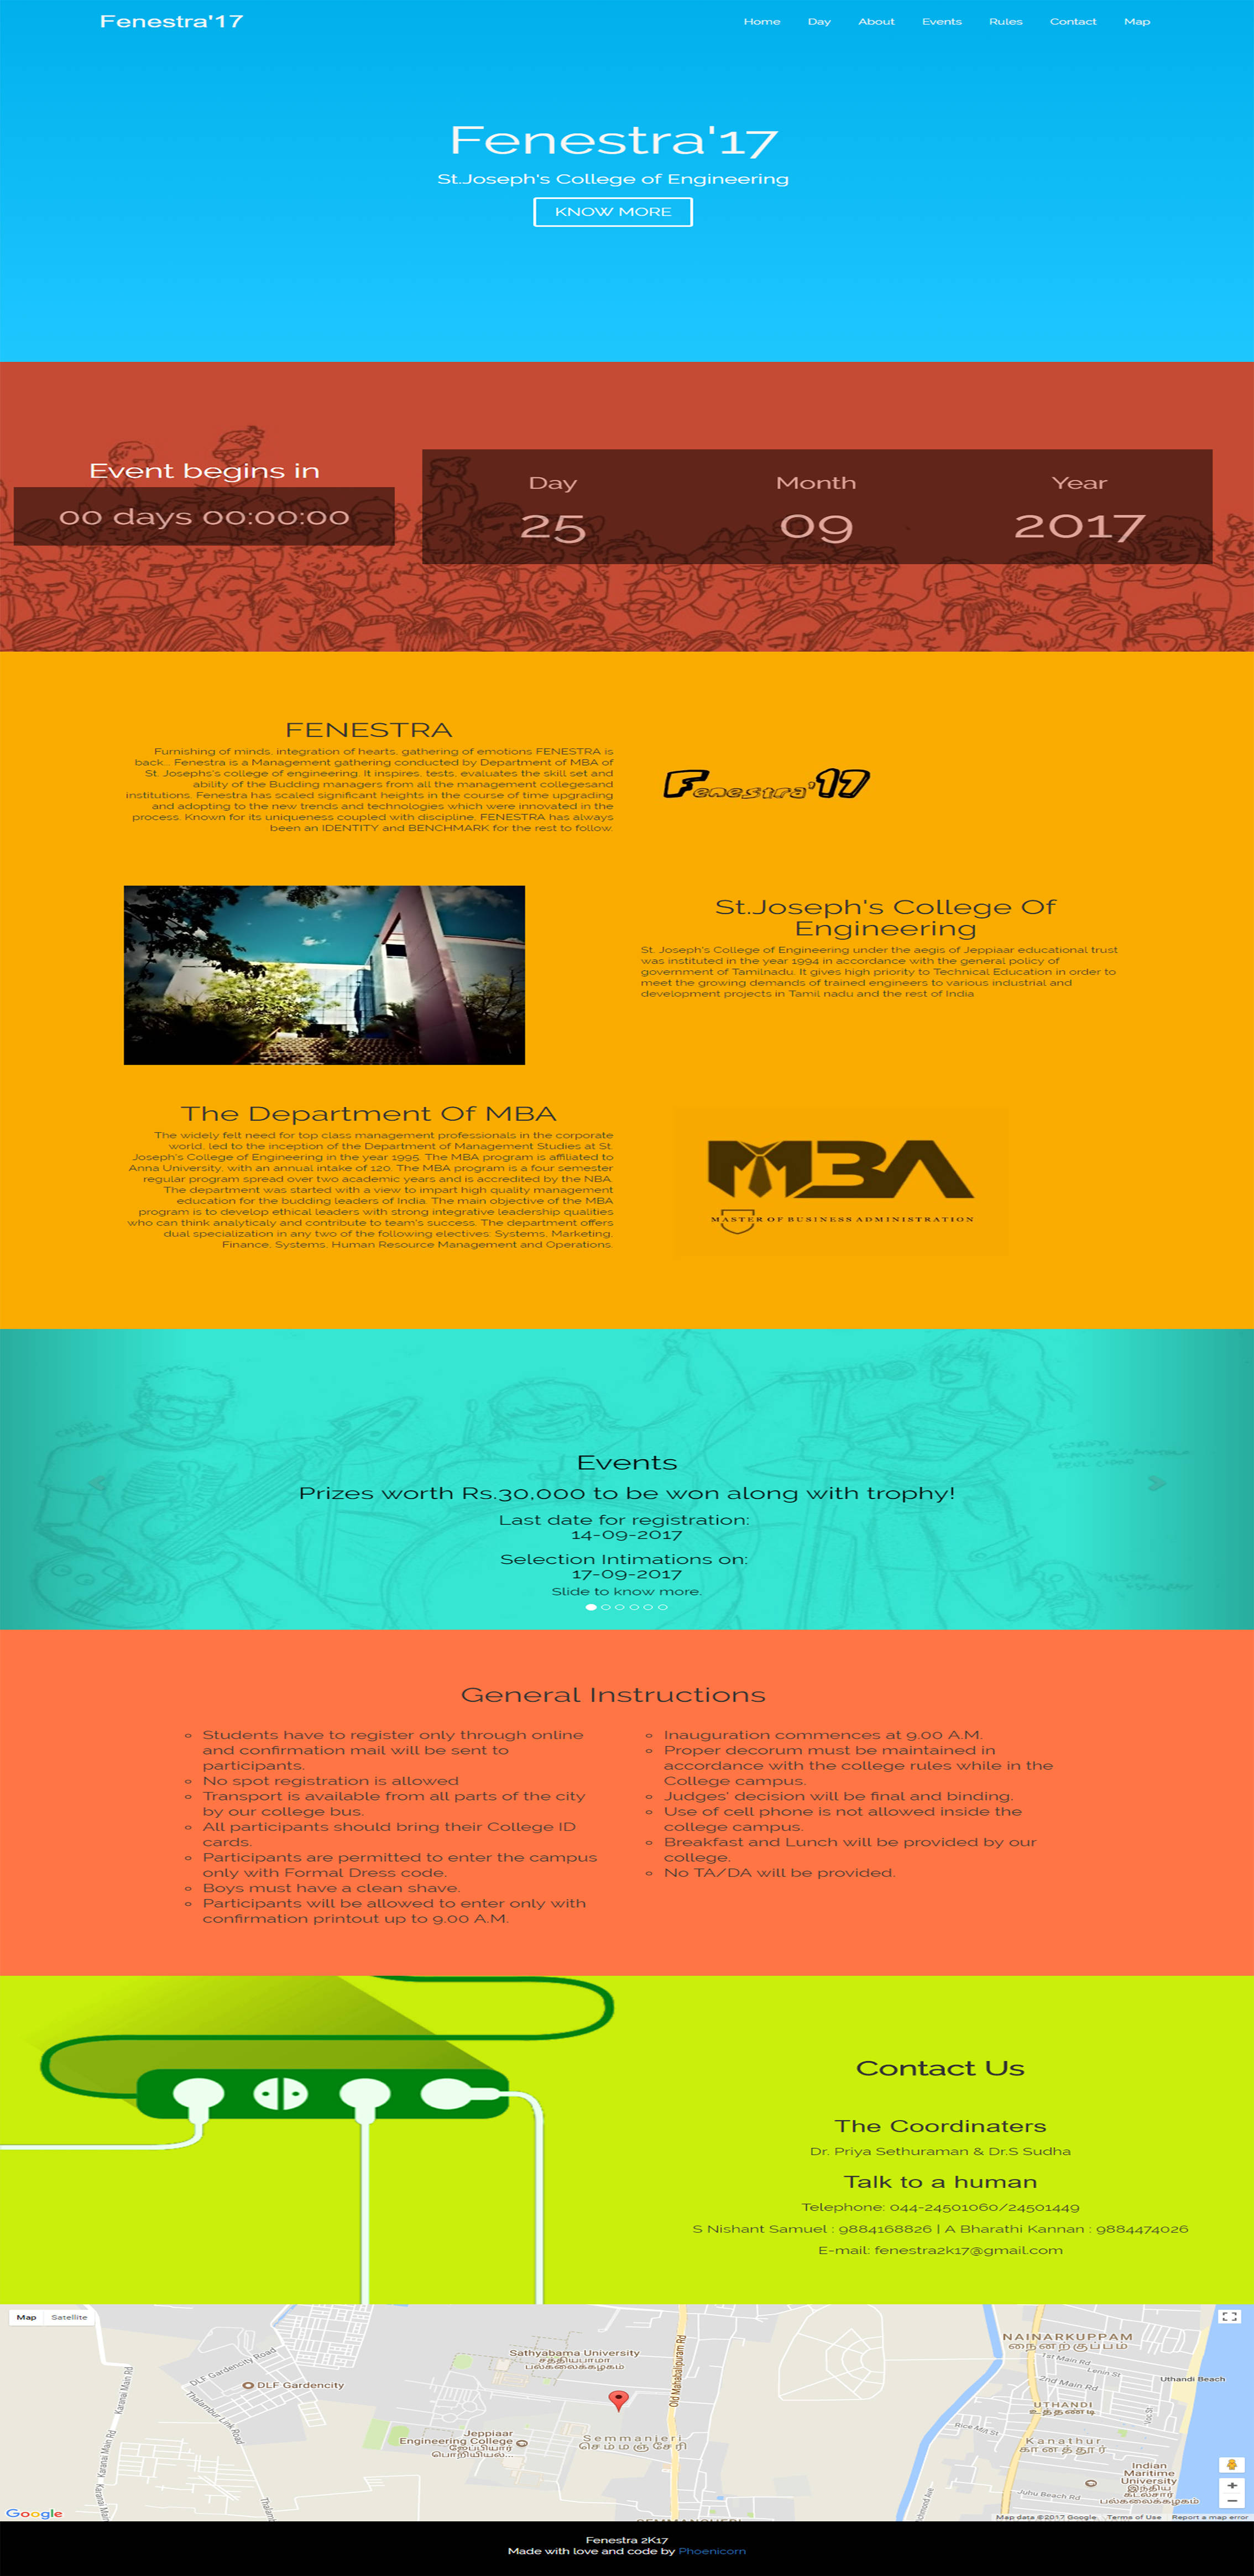 Fenestra'17
Home Day About Events Rules Contact Map
Fenestra'17
St.Joseph's College of Engineering
KNOW MORE
Event begins in
00 days 00:00:00
Day Month Year
25 09 2017
FENESTRA
Furnishing of minds, integration of hearts, gathering of emotions FENESTRA is
back... Fenestra is a Management gathering conducted by Department of MBA of
St. Josephs's college of engineering. It inspires, tests, evaluates the skill set and
ability of the Budding managers from all the management collegesand
institutions. Fenestra has scaled significant heights in the course of time upgrading
and adopting to the new trends and technologies which were innovated in the
process. Known for its uniqueness coupled with discipline, FENESTRA has always
been an IDENTITY and BENCHMARK for the rest to follow.
Fenestra'17
St.Joseph's College Of
Engineering
St. Joseph's College of Engineering under the aegis of Jeppiaar educational trust
was instituted in the year 1994 in accordance with the general policy of
government of Tamilnadu. It gives high priority to Technical Education in order to
meet the growing demands of trained engineers to various industrial and
development projects in Tamil nadu and the rest of India
The Department Of MBA
The widely felt need for top class management professionals in the corporate
world, led to the inception of the Department of Management Studies at St.
Joseph's College of Engineering in the year 1995. The MBA program is affiliated to
Anna University, with an annual intake of 120. The MBA program is a four semester
regular program spread over two academic years and is accredited by the NBA.
The department was started with a view to impart high quality management
education for the budding leaders of India. The main objective of the MBA
program is to develop ethical leaders with strong integrative leadership qualities
who can think analyticaly and contribute to team's success. The department offers
dual specialization in any two of the following electives: Systems, Marketing,
Finance, Systems, Human Resource Management and Operations.
MBA
MASTER OF BUSINESS ADMINISTRATION
Events
Prizes worth Rs.30,000 to be won along with trophy!
Last date for registration:
14-09-2017
Selection Intimations on:
17-09-2017
Slide to know more.
General Instructions
Students have to register only through online
and confirmation mail will be sent to
participants.
No spot registration is allowed
Transport is available from all parts of the city
by our college bus.
All participants should bring their College ID
cards.
Participants are permitted to enter the campus
only with Formal Dress code.
Boys must have a clean shave.
Participants will be allowed to enter only with
confirmation printout up to 9.00 A.M.
Inauguration commences at 9.00 A.M.
Proper decorum must be maintained in
accordance with the college rules while in the
College campus.
Judges' decision will be final and binding.
Use of cell phone is not allowed inside the
college campus.
Breakfast and Lunch will be provided by our
college.
No TA/DA will be provided.
Contact Us
The Coordinaters
Dr. Priya Sethuraman & Dr.S Sudha
Talk to a human
Telephone: 044-24501060/24501449
S Nishant Samuel : 9884168826 | A Bharathi Kannan : 9884474026
E-mail: fenestra2k17@gmail.com
Map Satellite
Karanai Main Rd
DLF Gardencity Road
DLF Gardencity
Thalambur Link Road
Karanai Main Rd
Sathyabama University
சத்தியபாமா
பல்கலைக்கழகம்
Old Mahabalipuram Rd
Jeppiaar
Engineering College
ஜேப்பியார்
பொறியியல்...
Semmanjeri
செம்மஞ்சேரி
NAINARKUPPAM
நைனார்குப்பம்
1st Main Rd
Lenin St
2nd Main Rd
Uthandi Beach
UTHANDI
உத்தண்டி
Rice Mill St
Kanathur
கானத்தூர்
Indian
Maritime
University
இந்திய
கடல்சார்
பல்கலைக்கழகம்
Juhu Beach Rd
Google
Map data ©2017 Google Terms of Use Report a map error
Fenestra 2K17
Made with love and code by Phoenicorn